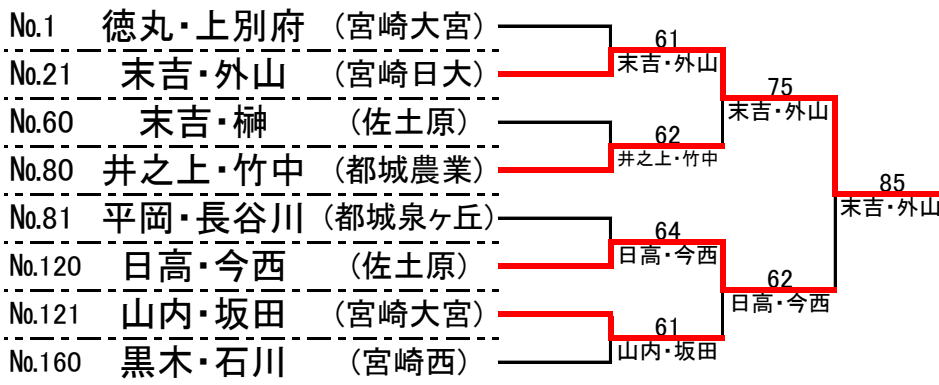 No.1 徳丸・上別府 (宮崎大宮)
No.21 末吉・外山 (宮崎日大)
No.60 末吉・榊 (佐土原)
No.80 井之上・竹中 (都城農業)
No.81 平岡・長谷川 (都城泉ヶ丘)
No.120 日高・今西 (佐土原)
No.121 山内・坂田 (宮崎大宮)
No.160 黒木・石川 (宮崎西)
61
末吉・外山
62
井之上・竹中
64
日高・今西
61
山内・坂田
75
末吉・外山
62
日高・今西
85
末吉・外山